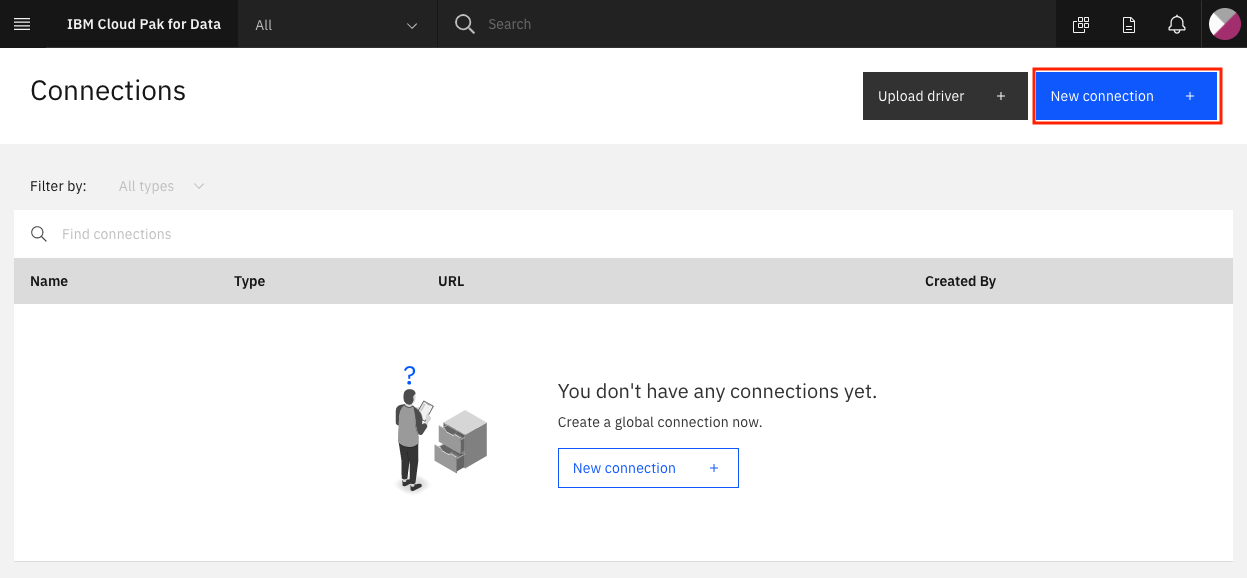 IBM Cloud Pak for Data
All
Search
Connections
Upload driver +
New connection +
Filter by:
All types
Find connections
Name
Type
URL
Created By
?
You don't have any connections yet.
Create a global connection now.
New connection +